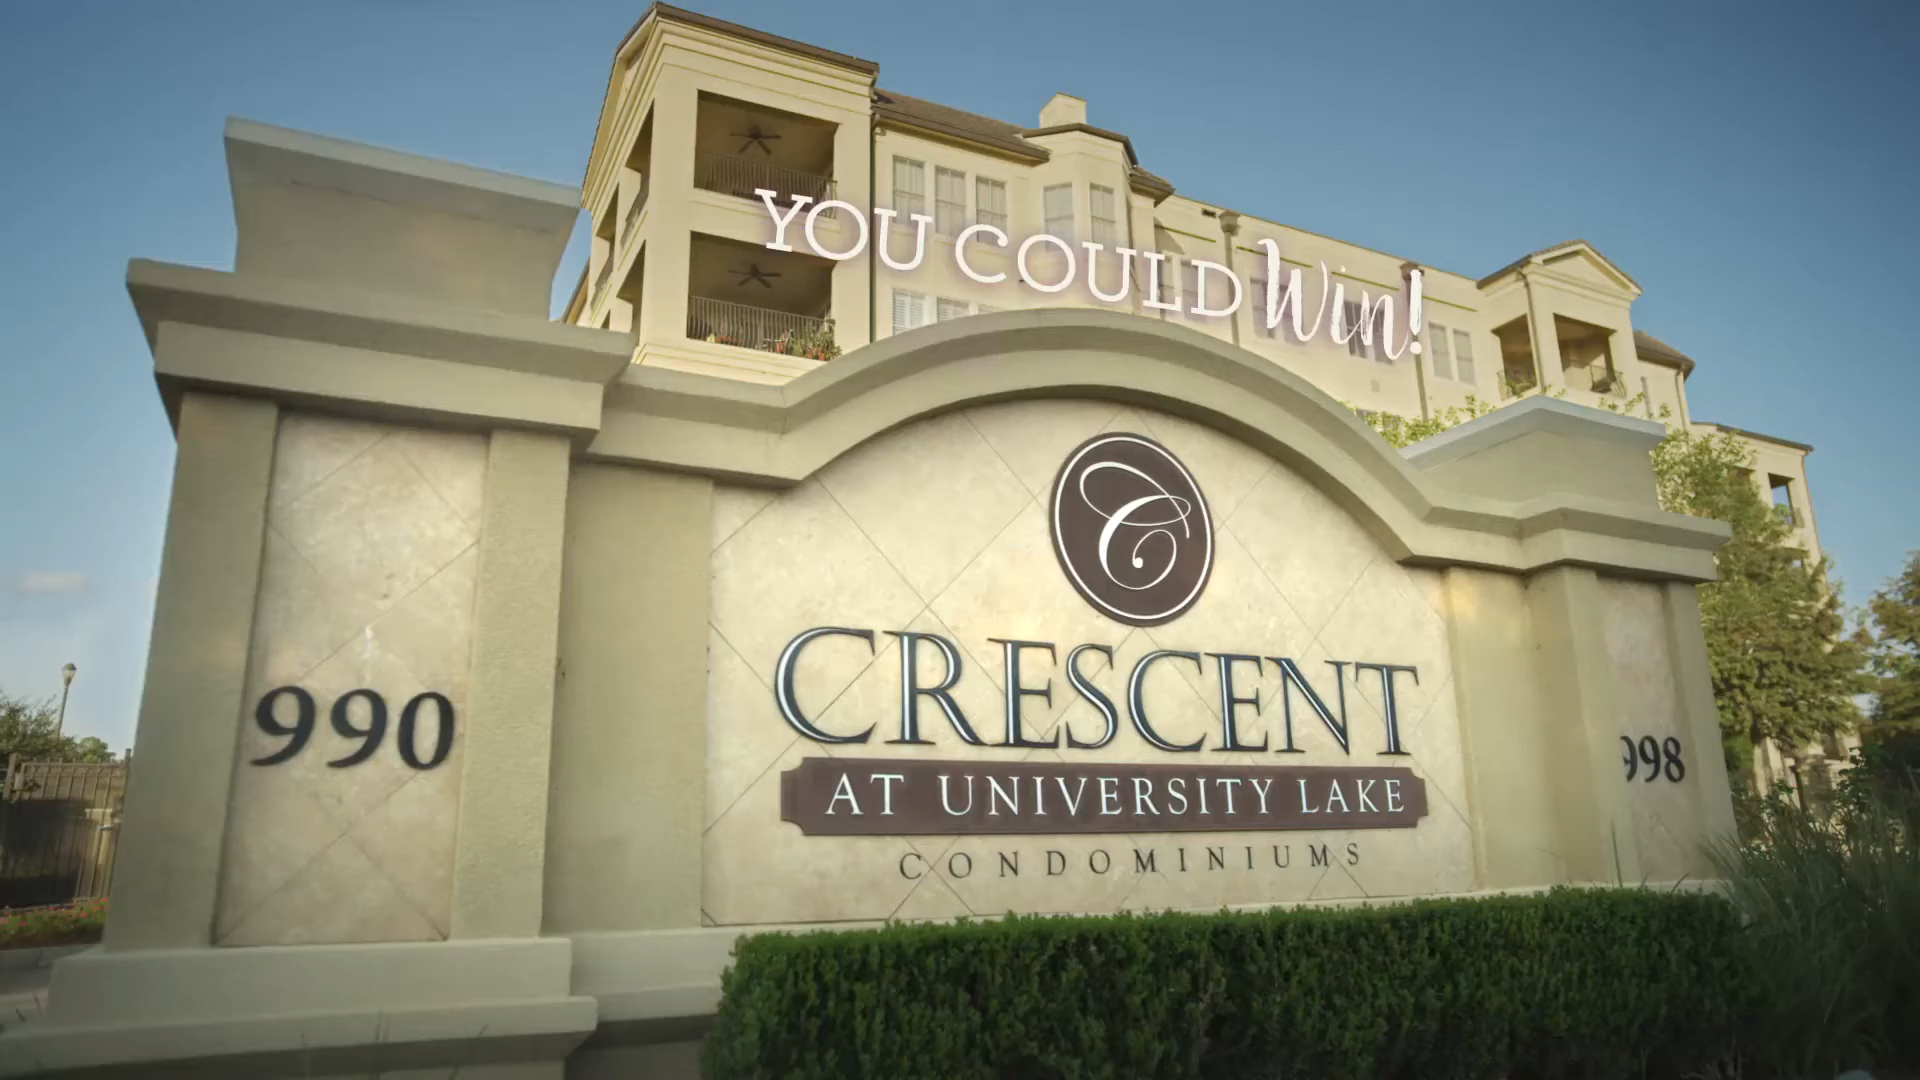 YOU COULD Win!
C
CRESCENT
AT UNIVERSITY LAKE
CONDOMINIUMS
990
998